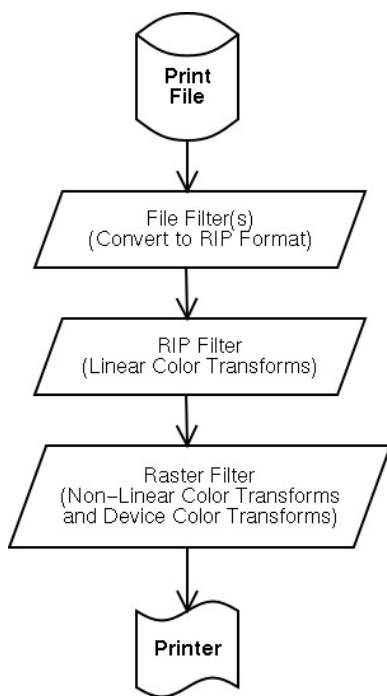 Print
File
File Filter(s)
(Convert to RIP Format)
RIP Filter
(Linear Color Transforms)
Raster Filter
(Non-Linear Color Transforms
and Device Color Transforms)
Printer